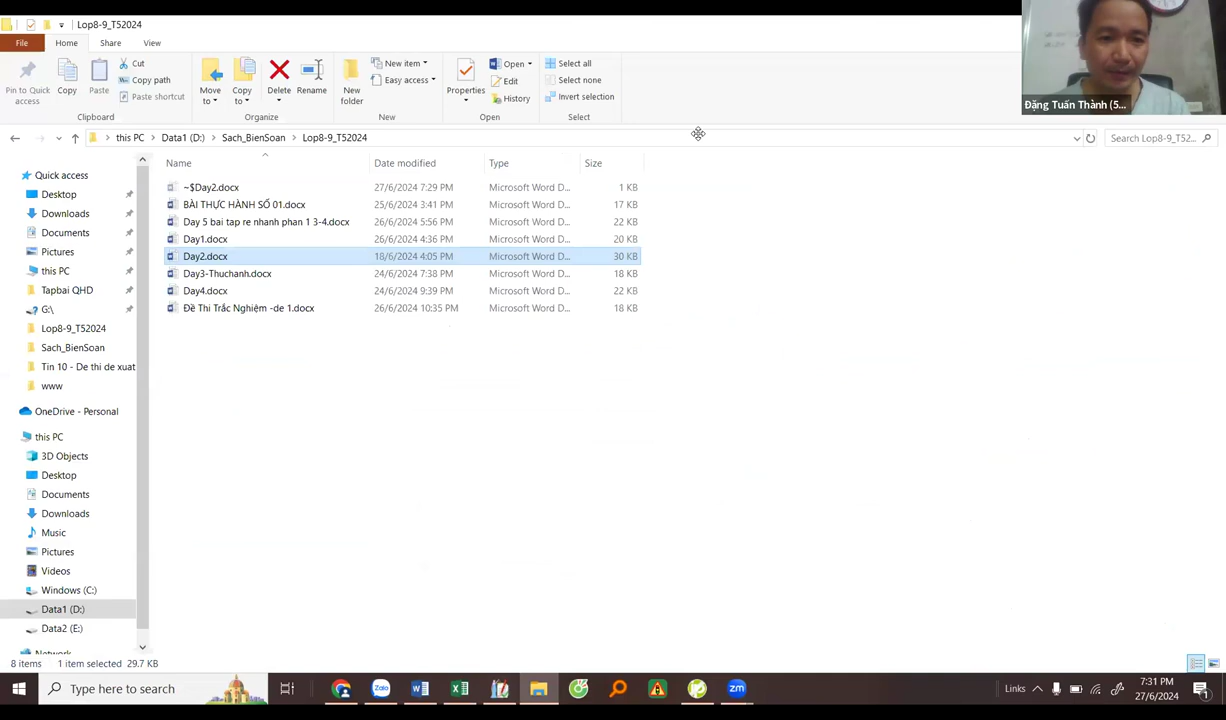 Lop8-9_T52024
File Home Share View
Pin to Quick access
Copy
Paste
Cut
Copy path
Paste shortcut
Clipboard
Move to
Copy to
Delete
Rename
Organize
New folder
New item
Easy access
New
Properties
Open
Edit
History
Open
Select all
Select none
Invert selection
Select
Đặng Tuấn Thành (5...
this PC Data1 (D:) Sach_BienSoan Lop8-9_T52024
Search Lop8-9_T52...
Name Date modified Type Size
~$Day2.docx 27/6/2024 7:29 PM Microsoft Word D... 1 KB
BÀI THỰC HÀNH SỐ 01.docx 25/6/2024 3:41 PM Microsoft Word D... 17 KB
Day 5 bai tap re nhanh phan 1 3-4.docx 26/6/2024 5:56 PM Microsoft Word D... 22 KB
Day1.docx 26/6/2024 4:36 PM Microsoft Word D... 20 KB
Day2.docx 18/6/2024 4:05 PM Microsoft Word D... 30 KB
Day3-Thuchanh.docx 24/6/2024 7:38 PM Microsoft Word D... 18 KB
Day4.docx 24/6/2024 9:39 PM Microsoft Word D... 22 KB
Đề Thi Trắc Nghiệm -de 1.docx 26/6/2024 10:35 PM Microsoft Word D... 18 KB
Quick access
Desktop
Downloads
Documents
Pictures
this PC
Tapbai QHD
G:\
Lop8-9_T52024
Sach_BienSoan
Tin 10 - De thi de xuat
www
OneDrive - Personal
this PC
3D Objects
Desktop
Documents
Downloads
Music
Pictures
Videos
Windows (C:)
Data1 (D:)
Data2 (E:)
Network
8 items 1 item selected 29.7 KB
Type here to search
Zalo
zm
Links
7:31 PM
27/6/2024
1